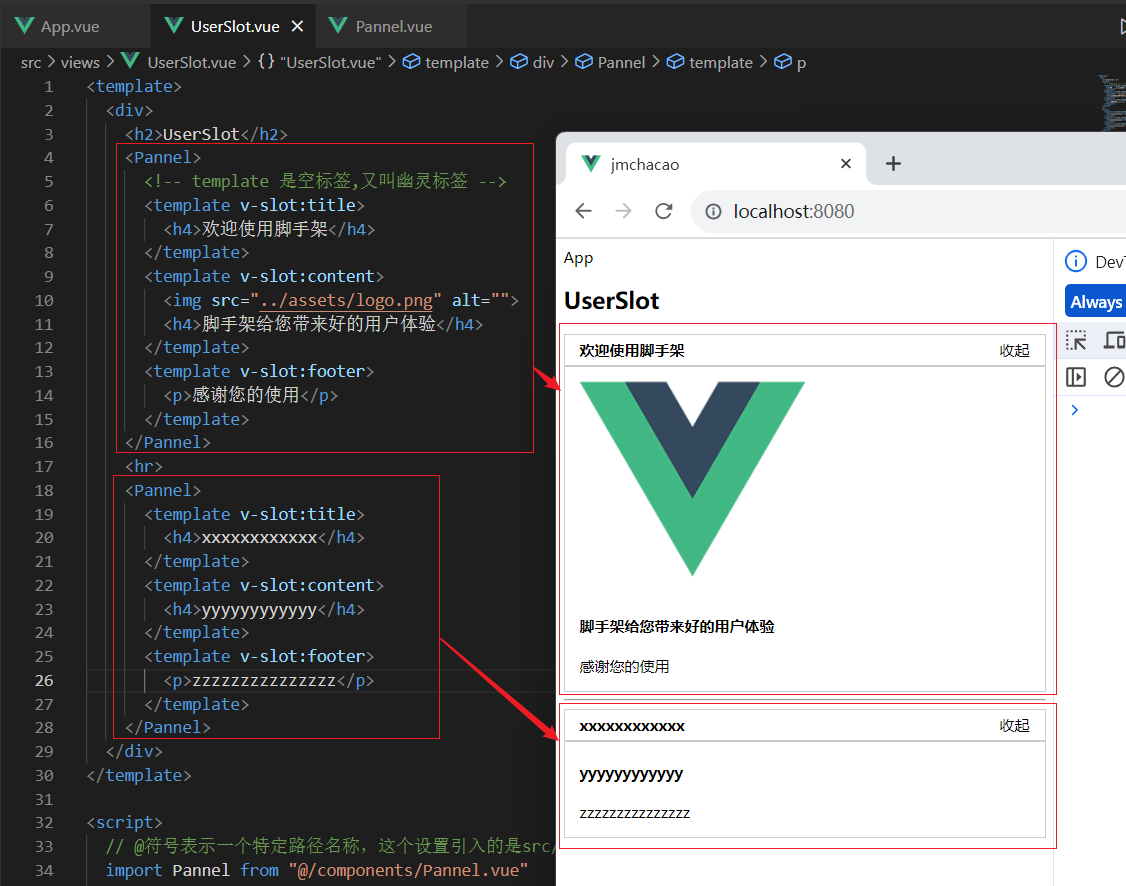 App.vue UserSlot.vue Pannel.vue
src > views > UserSlot.vue > {} "UserSlot.vue" > template > div > Pannel > template > p
1 <template>
2 <div>
3 <h2>UserSlot</h2>
4 <Pannel>
5 <!-- template 是空标签,又叫幽灵标签 -->
6 <template v-slot:title>
7 <h4>欢迎使用脚手架</h4>
8 </template>
9 <template v-slot:content>
10 <img src="../assets/logo.png" alt="">
11 <h4>脚手架给您带来好的用户体验</h4>
12 </template>
13 <template v-slot:footer>
14 <p>感谢您的使用</p>
15 </template>
16 </Pannel>
17 <hr>
18 <Pannel>
19 <template v-slot:title>
20 <h4>xxxxxxxxxxxx</h4>
21 </template>
22 <template v-slot:content>
23 <h4>yyyyyyyyyyyy</h4>
24 </template>
25 <template v-slot:footer>
26 <p>zzzzzzzzzzzzzzz</p>
27 </template>
28 </Pannel>
29 </div>
30 </template>
31
32 <script>
33 // @符号表示一个特定路径名称，这个设置引入的是src/
34 import Pannel from "@/components/Pannel.vue"
jmchacao
localhost:8080
App
UserSlot
欢迎使用脚手架 收起
脚手架给您带来好的用户体验
感谢您的使用
xxxxxxxxxxxx 收起
yyyyyyyyyyyy
zzzzzzzzzzzzzzz
DevT
Always